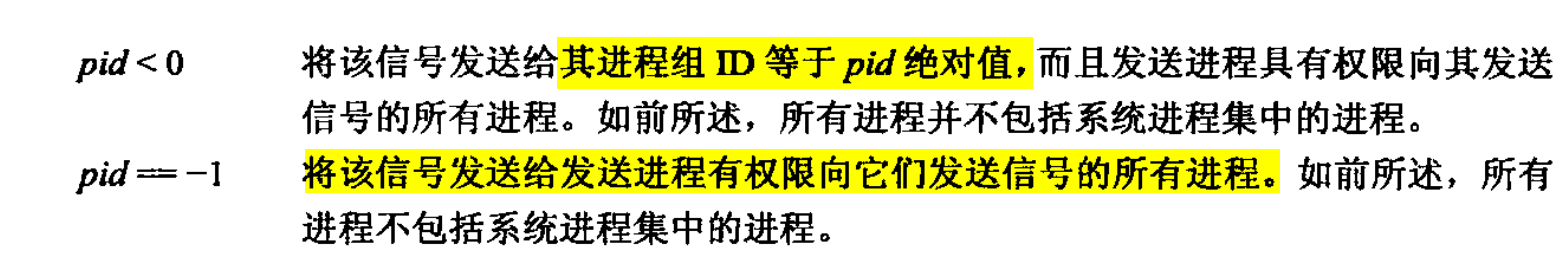 pid < 0 将该信号发送给其进程组 ID 等于 pid 绝对值，而且发送进程具有权限向其发送
信号的所有进程。如前所述，所有进程并不包括系统进程集中的进程。
pid == −1 将该信号发送给发送进程有权限向它们发送信号的所有进程。如前所述，所有
进程不包括系统进程集中的进程。